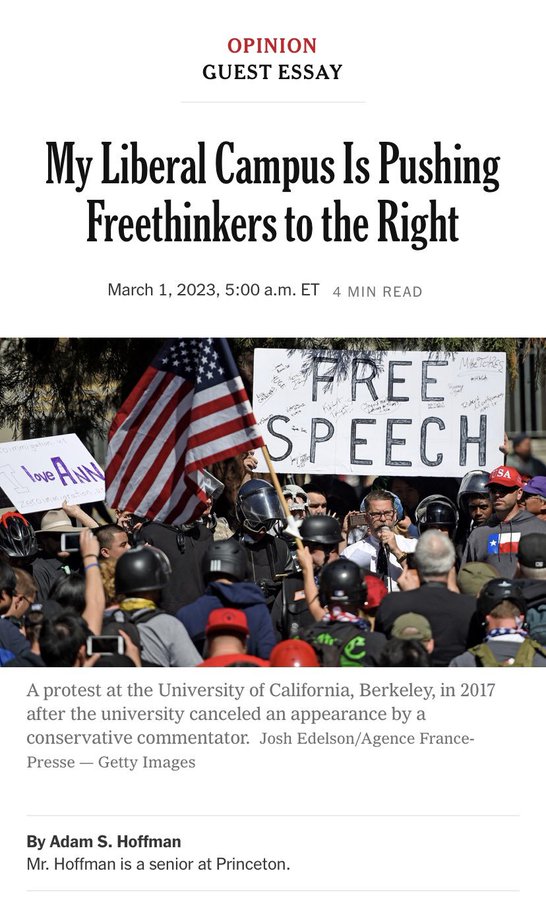 OPINION
GUEST ESSAY
My Liberal Campus Is Pushing
Freethinkers to the Right
March 1, 2023, 5:00 a.m. ET 4 MIN READ
FREE
SPEECH
I love ANN
USA
A protest at the University of California, Berkeley, in 2017
after the university canceled an appearance by a
conservative commentator. Josh Edelson/Agence France-
Presse — Getty Images
By Adam S. Hoffman
Mr. Hoffman is a senior at Princeton.